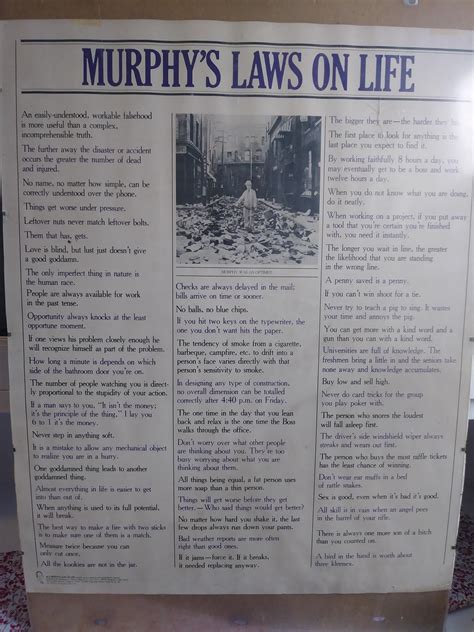 MURPHY'S LAWS ON LIFE
An easily-understood, workable falsehood
is more useful than a complex,
incomprehensible truth.
The further away the disaster or accident
occurs the greater the number of dead
and injured.
No name, no matter how simple, can be
correctly understood over the phone.
Things get worse under pressure.
Leftover nuts never match leftover bolts.
Them that has, gets.
Love is blind, but lust just doesn't give
a good goddamn.
The only imperfect thing in nature is
the human race.
People are always available for work
in the past tense.
Opportunity always knocks at the least
opportune moment.
If one views his problem closely enough he
will recognize himself as part of the problem.
How long a minute is depends on which
side of the bathroom door you're on.
The number of people watching you is direct-
ly proportional to the stupidity of your action.
If a man says to you, "It isn't the money;
it's the principle of the thing." I lay you
6 to 1 it's the money.
Never step in anything soft.
It is a mistake to allow any mechanical object
to realize you are in a hurry.
One goddamned thing leads to another
goddamned thing.
Almost everything in life is easier to get
into than out of.
When anything is used to its full potential,
it will break.
The best way to make a fire with two sticks
is to make sure one of them is a match.
Measure twice because you can
only cut once.
All the kookies are not in the jar.
MURPHY WAS AN OPTIMIST
Checks are always delayed in the mail;
bills arrive on time or sooner.
No balls, no blue chips.
If you hit two keys on the typewriter, the
one you don't want hits the paper.
The tendency of smoke from a cigarette,
barbeque, campfire, etc. to drift into a
person's face varies directly with that
person's sensitivity to smoke.
In designing any type of construction,
no overall dimension can be totalled
correctly after 4:40 p.m. on Friday.
The one time in the day that you lean
back and relax is the one time the Boss
walks through the office.
Don't worry over what other people
are thinking about you. They're too
busy worrying about what you are
thinking about them.
All things being equal, a fat person uses
more soap than a thin person.
Things will get worse before they get
better.—Who said things would get better?
No matter how hard you shake it, the last
few drops always run down your pants.
Bad weather reports are more often
right than good ones.
If it jams—force it. If it breaks,
it needed replacing anyway.
The bigger they are—the harder they
The first place to look for anything is the
last place you expect to find it.
By working faithfully 8 hours a day, you
may eventually get to be a boss and work
twelve hours a day.
When you do not know what you are doing,
do it neatly.
When working on a project, if you put away
a tool that you're certain you're finished
with, you need it instantly.
The longer you wait in line, the greater
the likelihood that you are standing
in the wrong line.
A penny saved is a penny.
If you can't win shoot for a tie.
Never try to teach a pig to sing. It wastes
your time and annoys the pig.
You can get more with a kind word and a
gun than you can with a kind word.
Universities are full of knowledge. The
freshmen bring a little in and the seniors take
none away and knowledge accumulates.
Buy low and sell high.
Never do card tricks for the group
you play poker with.
The person who snores the loudest
will fall asleep first.
The driver's side windshield wiper always
streaks and wears out first.
The person who buys the most raffle tickets
has the least chance of winning.
Don't wear ear muffs in a bed
of rattle snakes.
Sex is good, even when it's bad it's good.
All skill is in vain when an angel pees
in the barrel of your rifle.
There is always one more son of a bitch
than you counted on.
A bird in the hand is worth about
three kleenex.